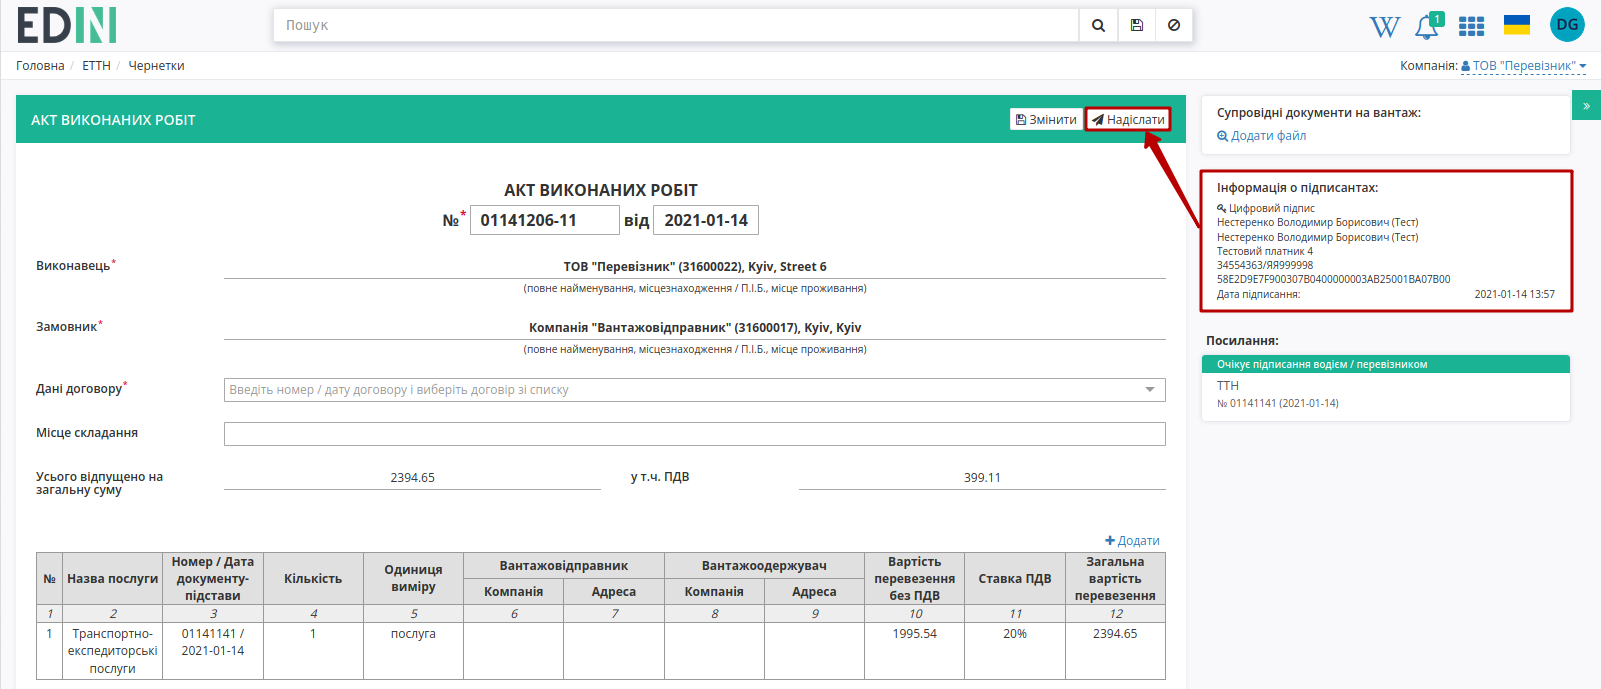 EDIN
Пошук
1
DG
Головна / ЕТТН / Чернетки
Компанія: ТОВ "Перевізник"
АКТ ВИКОНАНИХ РОБІТ
Змінити
Надіслати
Супровідні документи на вантаж:
Додати файл
»
АКТ ВИКОНАНИХ РОБІТ
№* 01141206-11 від 2021-01-14
Виконавець*
ТОВ "Перевізник" (31600022), Kyiv, Street 6
(повне найменування, місцезнаходження / П.І.Б., місце проживання)
Замовник*
Компанія "Вантажовідправник" (31600017), Kyiv, Kyiv
(повне найменування, місцезнаходження / П.І.Б., місце проживання)
Дані договору*
Введіть номер / дату договору і виберіть договір зі списку
Місце складання
Усього відпущено на
загальну суму
2394.65
у т.ч. ПДВ
399.11
Інформація о підписантах:
Цифровий підпис
Нестеренко Володимир Борисович (Тест)
Нестеренко Володимир Борисович (Тест)
Тестовий платник 4
34554363/ЯЯ999998
58E2D9E7F900307B0400000003AB25001BA07B00
Дата підписання: 2021-01-14 13:57
Посилання:
Очікує підписання водієм / перевізником
ТТН
№ 01141141 (2021-01-14)
Додати
№
Назва послуги
Номер / Дата
документу-
підстави
Кількість
Одиниця
виміру
Вантажовідправник
Компанія
Адреса
Вантажоодержувач
Компанія
Адреса
Вартість
перевезення
без ПДВ
Ставка ПДВ
Загальна
вартість
перевезення
1 2 3 4 5 6 7 8 9 10 11 12
1
Транспортно-
експедиторські
послуги
01141141 /
2021-01-14
1
послуга
1995.54
20%
2394.65